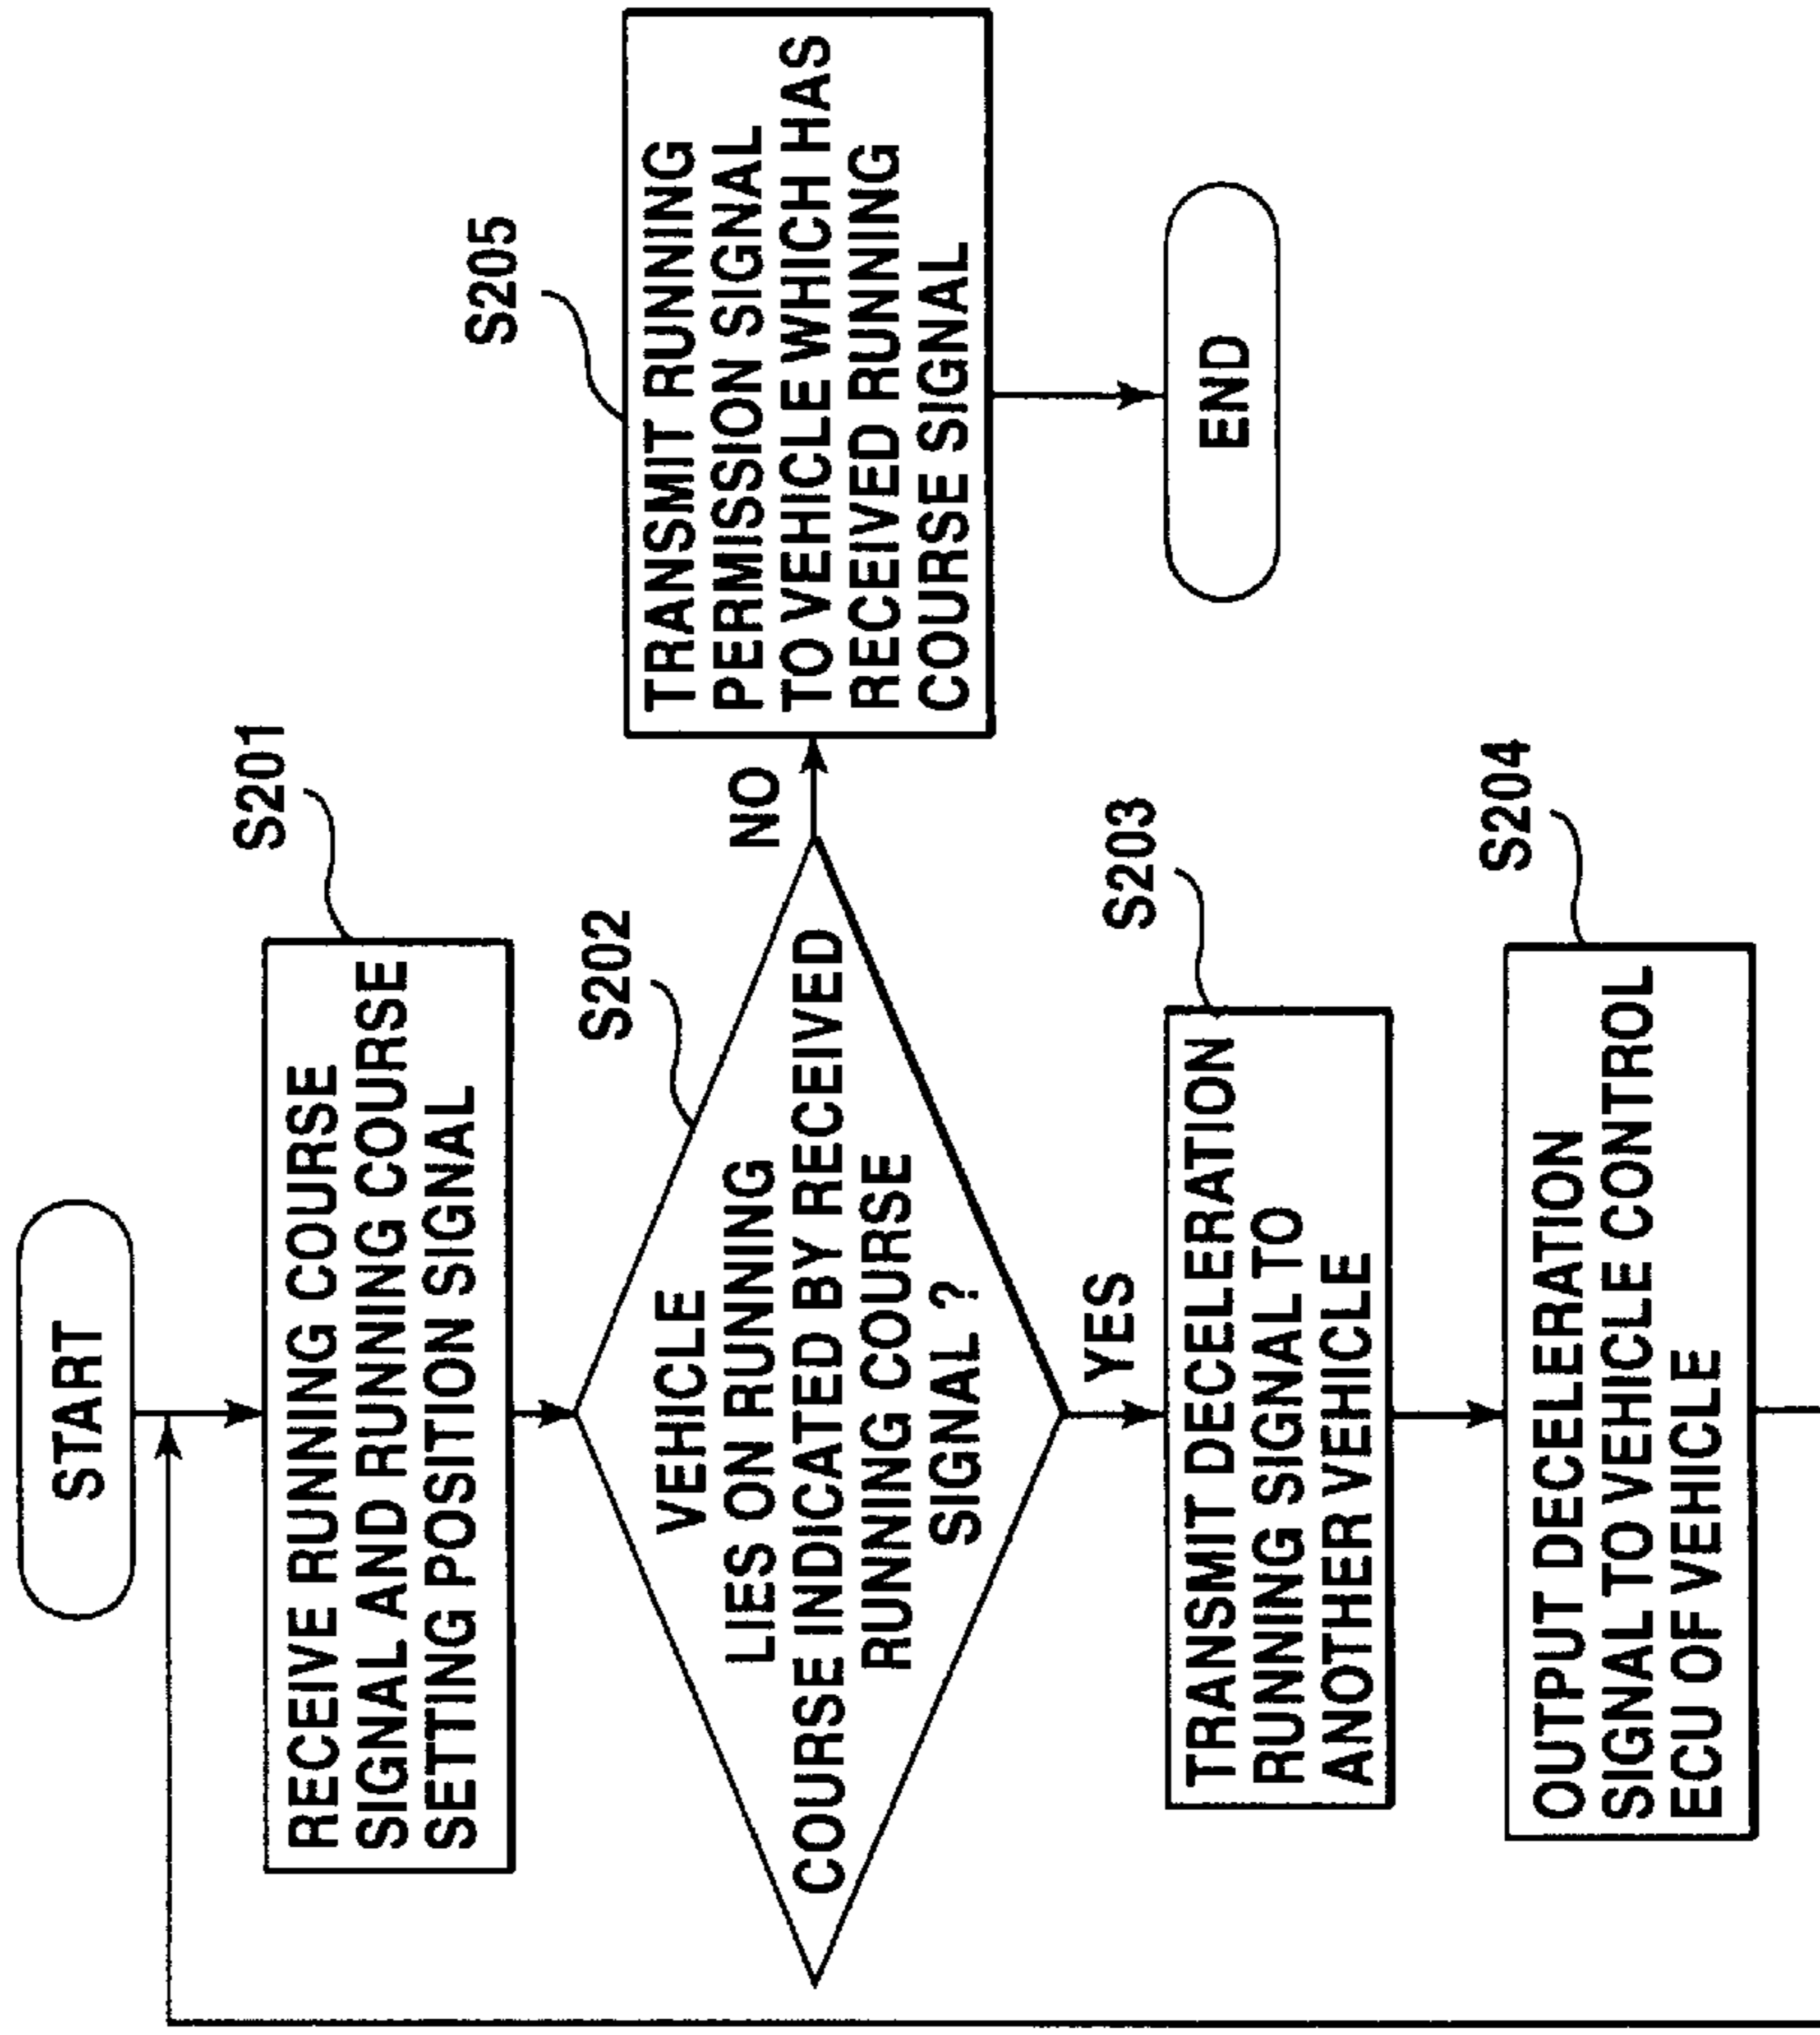 START
S201
RECEIVE RUNNING COURSE
SIGNAL AND RUNNING COURSE
SETTING POSITION SIGNAL
S202
VEHICLE
LIES ON RUNNING
COURSE INDICATED BY RECEIVED
RUNNING COURSE
SIGNAL ?
NO
YES
S205
TRANSMIT RUNNING
PERMISSION SIGNAL
TO VEHICLE WHICH HAS
RECEIVED RUNNING
COURSE SIGNAL
END
S203
TRANSMIT DECELERATION
RUNNING SIGNAL TO
ANOTHER VEHICLE
S204
OUTPUT DECELERATION
SIGNAL TO VEHICLE CONTROL
ECU OF VEHICLE